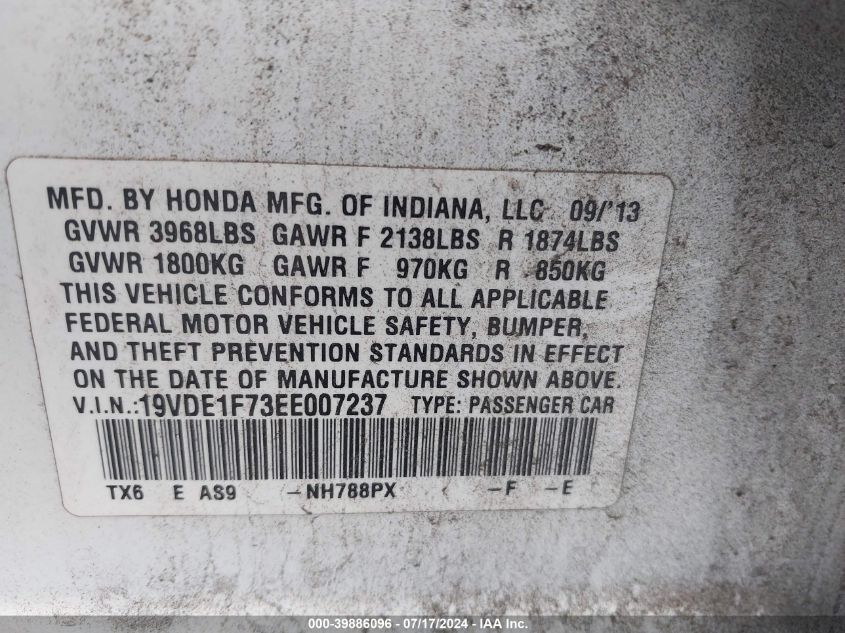 MFD. BY HONDA MFG. OF INDIANA, LLC 09/'13
GVWR 3968LBS GAWR F 2138LBS R 1874LBS
GVWR 1800KG GAWR F 970KG R 850KG
THIS VEHICLE CONFORMS TO ALL APPLICABLE
FEDERAL MOTOR VEHICLE SAFETY, BUMPER,
AND THEFT PREVENTION STANDARDS IN EFFECT
ON THE DATE OF MANUFACTURE SHOWN ABOVE.
V.I.N.:19VDE1F73EE007237 TYPE: PASSENGER CAR
TX6 E AS9 -NH788PX -F -E
000-39886096 - 07/17/2024 - © IAA Inc.